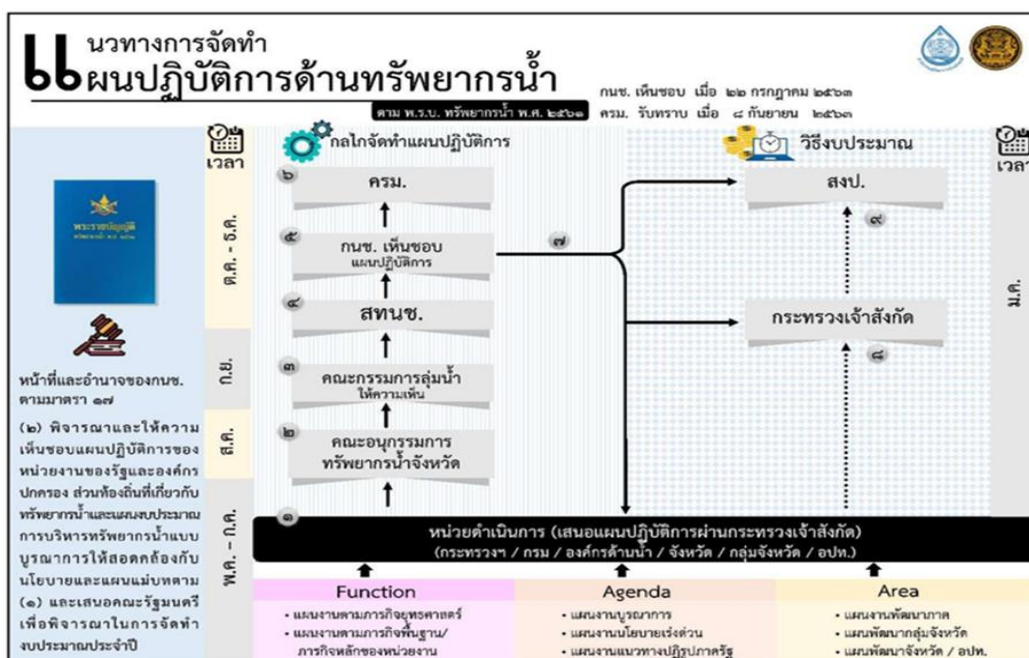 แนวทางการจัดทำ
แผนปฏิบัติการด้านทรัพยากรน้ำ
ตาม พ.ร.บ. ทรัพยากรน้ำ พ.ศ. ๒๕๖๑
กนช. เห็นชอบ เมื่อ ๒๒ กรกฎาคม ๒๕๖๓
ครม. รับทราบ เมื่อ ๘ กันยายน ๒๕๖๓
พระราชบัญญัติ
หน้าที่และอำนาจของกนช.
ตามมาตรา ๑๗
(๒) พิจารณาและให้ความ
เห็นชอบแผนปฏิบัติการของ
หน่วยงานของรัฐและองค์กร
ปกครอง ส่วนท้องถิ่นที่เกี่ยวกับ
ทรัพยากรน้ำและแผนงบประมาณ
การบริหารทรัพยากรน้ำแบบ
บูรณาการให้สอดคล้องกับ
นโยบายและแผนแม่บทตาม
(๑) และเสนอคณะรัฐมนตรี
เพื่อพิจารณาในการจัดทำ
งบประมาณประจำปี
เวลา
ต.ค. - ธ.ค.
ก.ย.
ส.ค.
พ.ค. - ก.ค.
กลไกจัดทำแผนปฏิบัติการ
๖
ครม.
๕
กนช. เห็นชอบ
แผนปฏิบัติการ
๔
สทนช.
๓
คณะกรรมการลุ่มน้ำ
ให้ความเห็น
๒
คณะอนุกรรมการ
ทรัพยากรน้ำจังหวัด
๑
๗
วิธีงบประมาณ
สงป.
๙
กระทรวงเจ้าสังกัด
๘
เวลา
ม.ค.
หน่วยดำเนินการ (เสนอแผนปฏิบัติการผ่านกระทรวงเจ้าสังกัด)
(กระทรวงฯ / กรม / องค์กรด้านน้ำ / จังหวัด / กลุ่มจังหวัด / อปท.)
Function
• แผนงานตามภารกิจยุทธศาสตร์
• แผนงานตามภารกิจพื้นฐาน/
ภารกิจหลักของหน่วยงาน
Agenda
• แผนงานบูรณาการ
• แผนงานนโยบายเร่งด่วน
• แผนงานแนวทางปฏิรูปภาครัฐ
Area
• แผนงานพัฒนาภาค
• แผนพัฒนากลุ่มจังหวัด
• แผนพัฒนาจังหวัด / อปท.